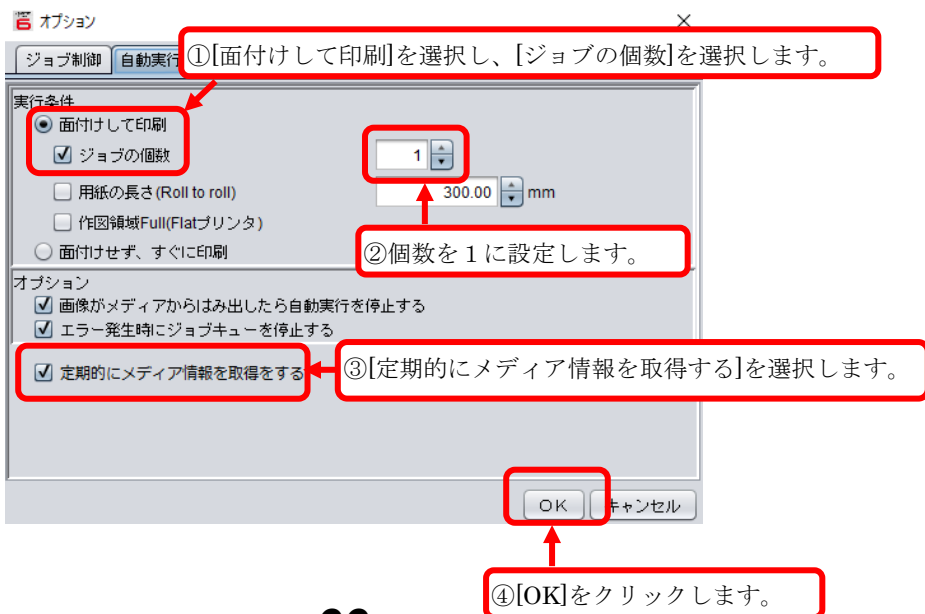 オプション
①[面付けして印刷]を選択し、[ジョブの個数]を選択します。
ジョブ制御 自動実行
実行条件
面付けして印刷
ジョブの個数 1
用紙の長さ(Roll to roll) 300.00 mm
作図領域Full(Flatプリンタ)
②個数を１に設定します。
面付けせず、すぐに印刷
オプション
画像がメディアからはみ出したら自動実行を停止する
エラー発生時にジョブキューを停止する
③[定期的にメディア情報を取得する]を選択します。
定期的にメディア情報を取得をする
OK キャンセル
④[OK]をクリックします。